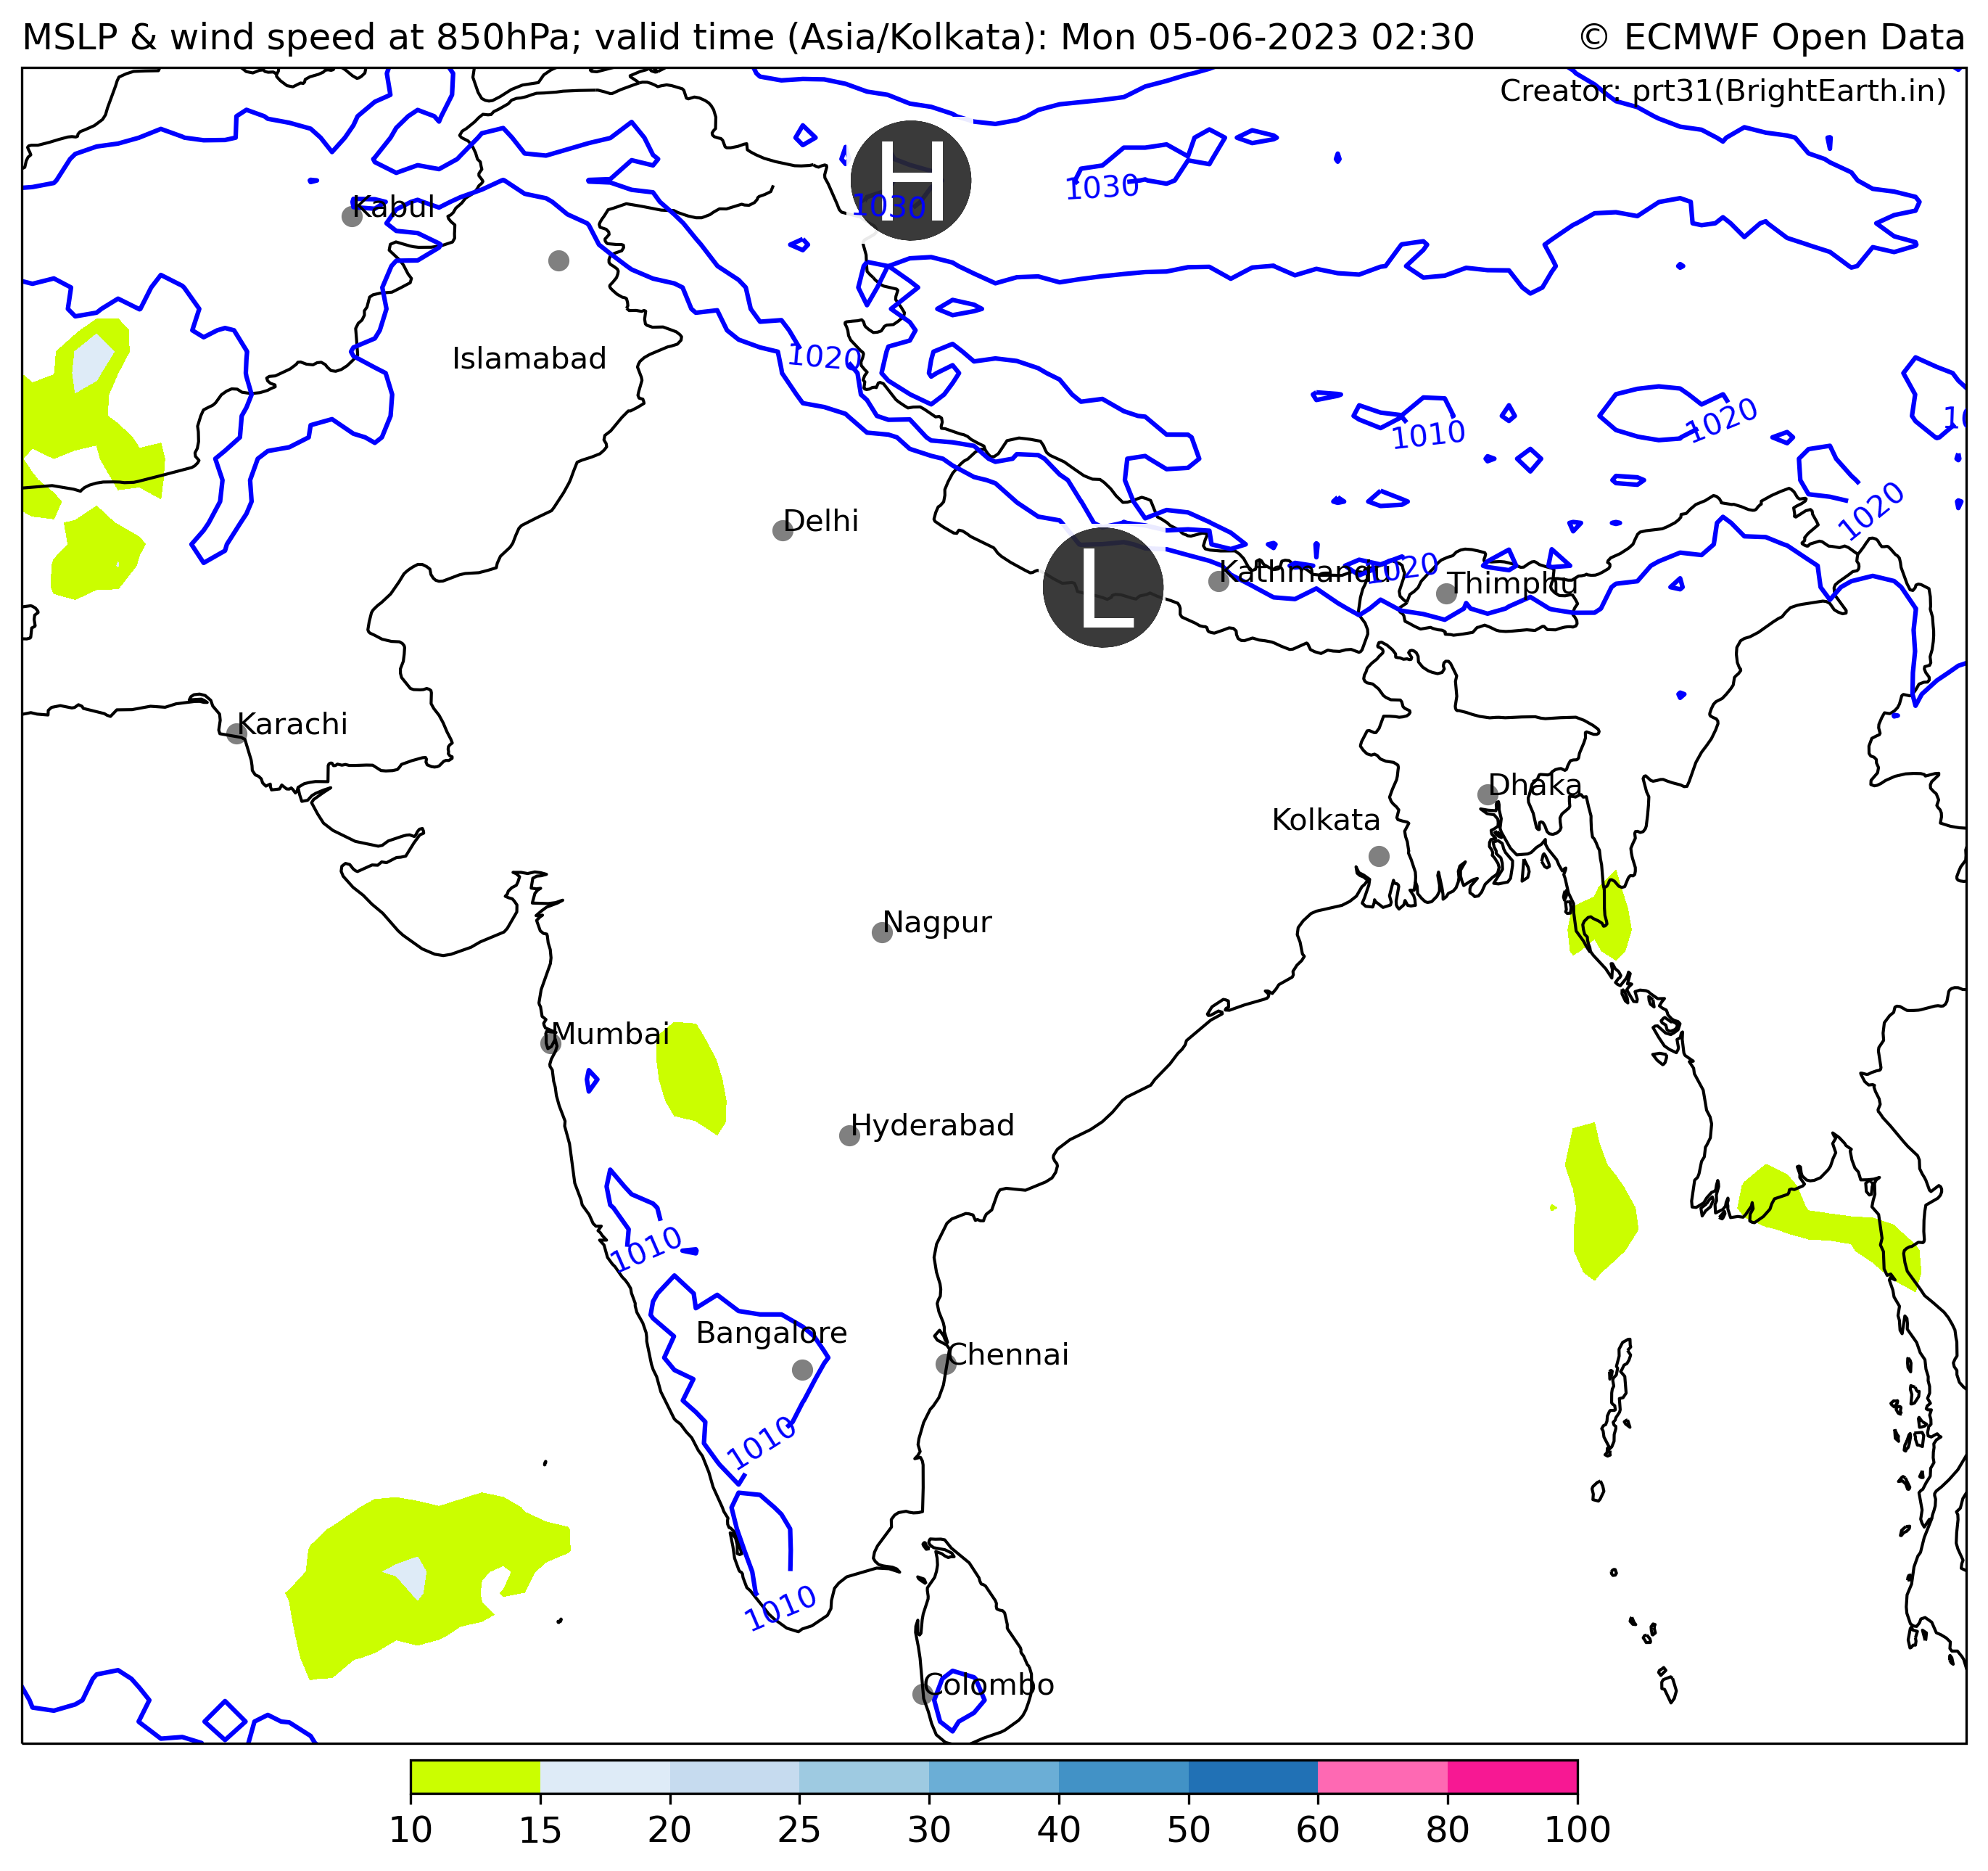 MSLP & wind speed at 850hPa; valid time (Asia/Kolkata): Mon 05-06-2023 02:30
© ECMWF Open Data
Creator: prt31(BrightEarth.in)
H
1030
1030
Kabul
Islamabad
1020
1010
1020
1020
Delhi
L
Kathmandu
1020
Thimphu
Karachi
Dhaka
Kolkata
Nagpur
Mumbai
Hyderabad
1010
Bangalore
Chennai
1010
1010
Colombo
10 15 20 25 30 40 50 60 80 100